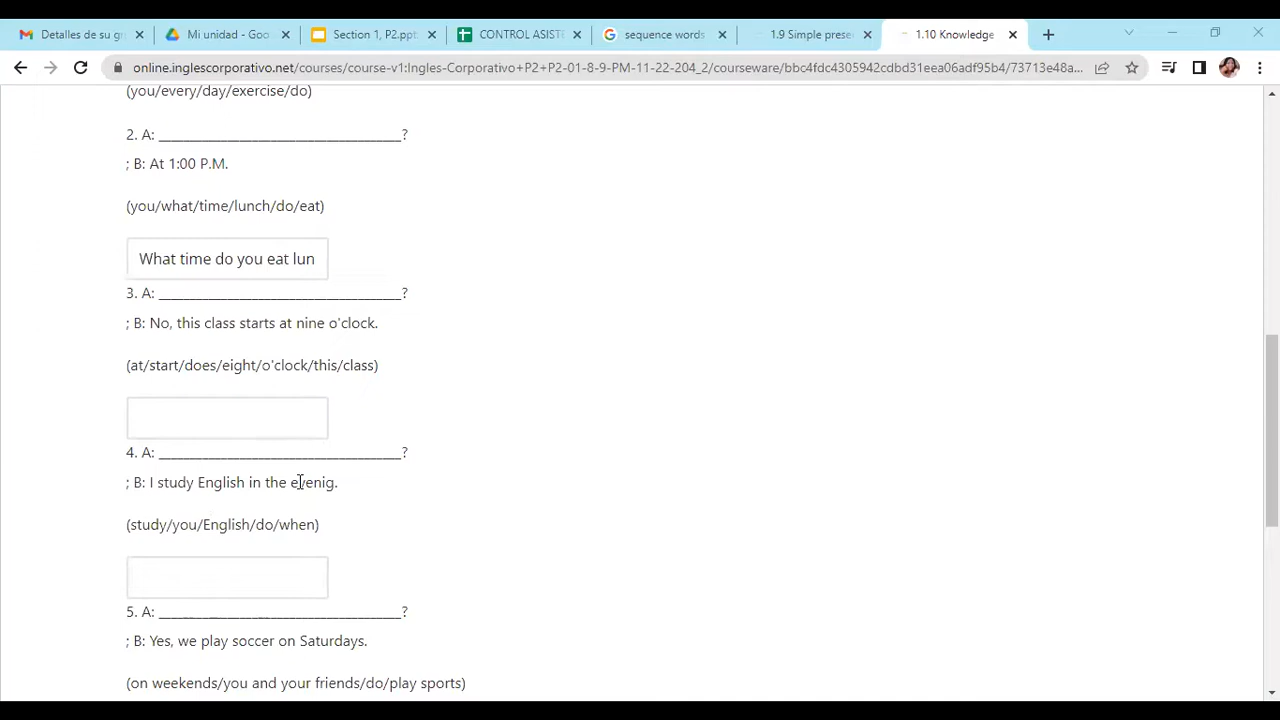 Detalles de su gr
Mi unidad - Goo
Section 1, P2.ppt
CONTROL ASIST
sequence words
1.9 Simple prese
1.10 Knowledge
online.inglescorporativo.net/courses/course-v1:Ingles-Corporativo+P2+P2-01-8-9-PM-11-22-204_2/courseware/bbc4fdc4305942cdbd31eea06adf95b4/73713e48a...
(you/every/day/exercise/do)
2. A: ___________________________________?
; B: At 1:00 P.M.
(you/what/time/lunch/do/eat)
What time do you eat lun
3. A: ___________________________________?
; B: No, this class starts at nine o'clock.
(at/start/does/eight/o'clock/this/class)
4. A: ___________________________________?
; B: I study English in the evenig.
(study/you/English/do/when)
5. A: ___________________________________?
; B: Yes, we play soccer on Saturdays.
(on weekends/you and your friends/do/play sports)